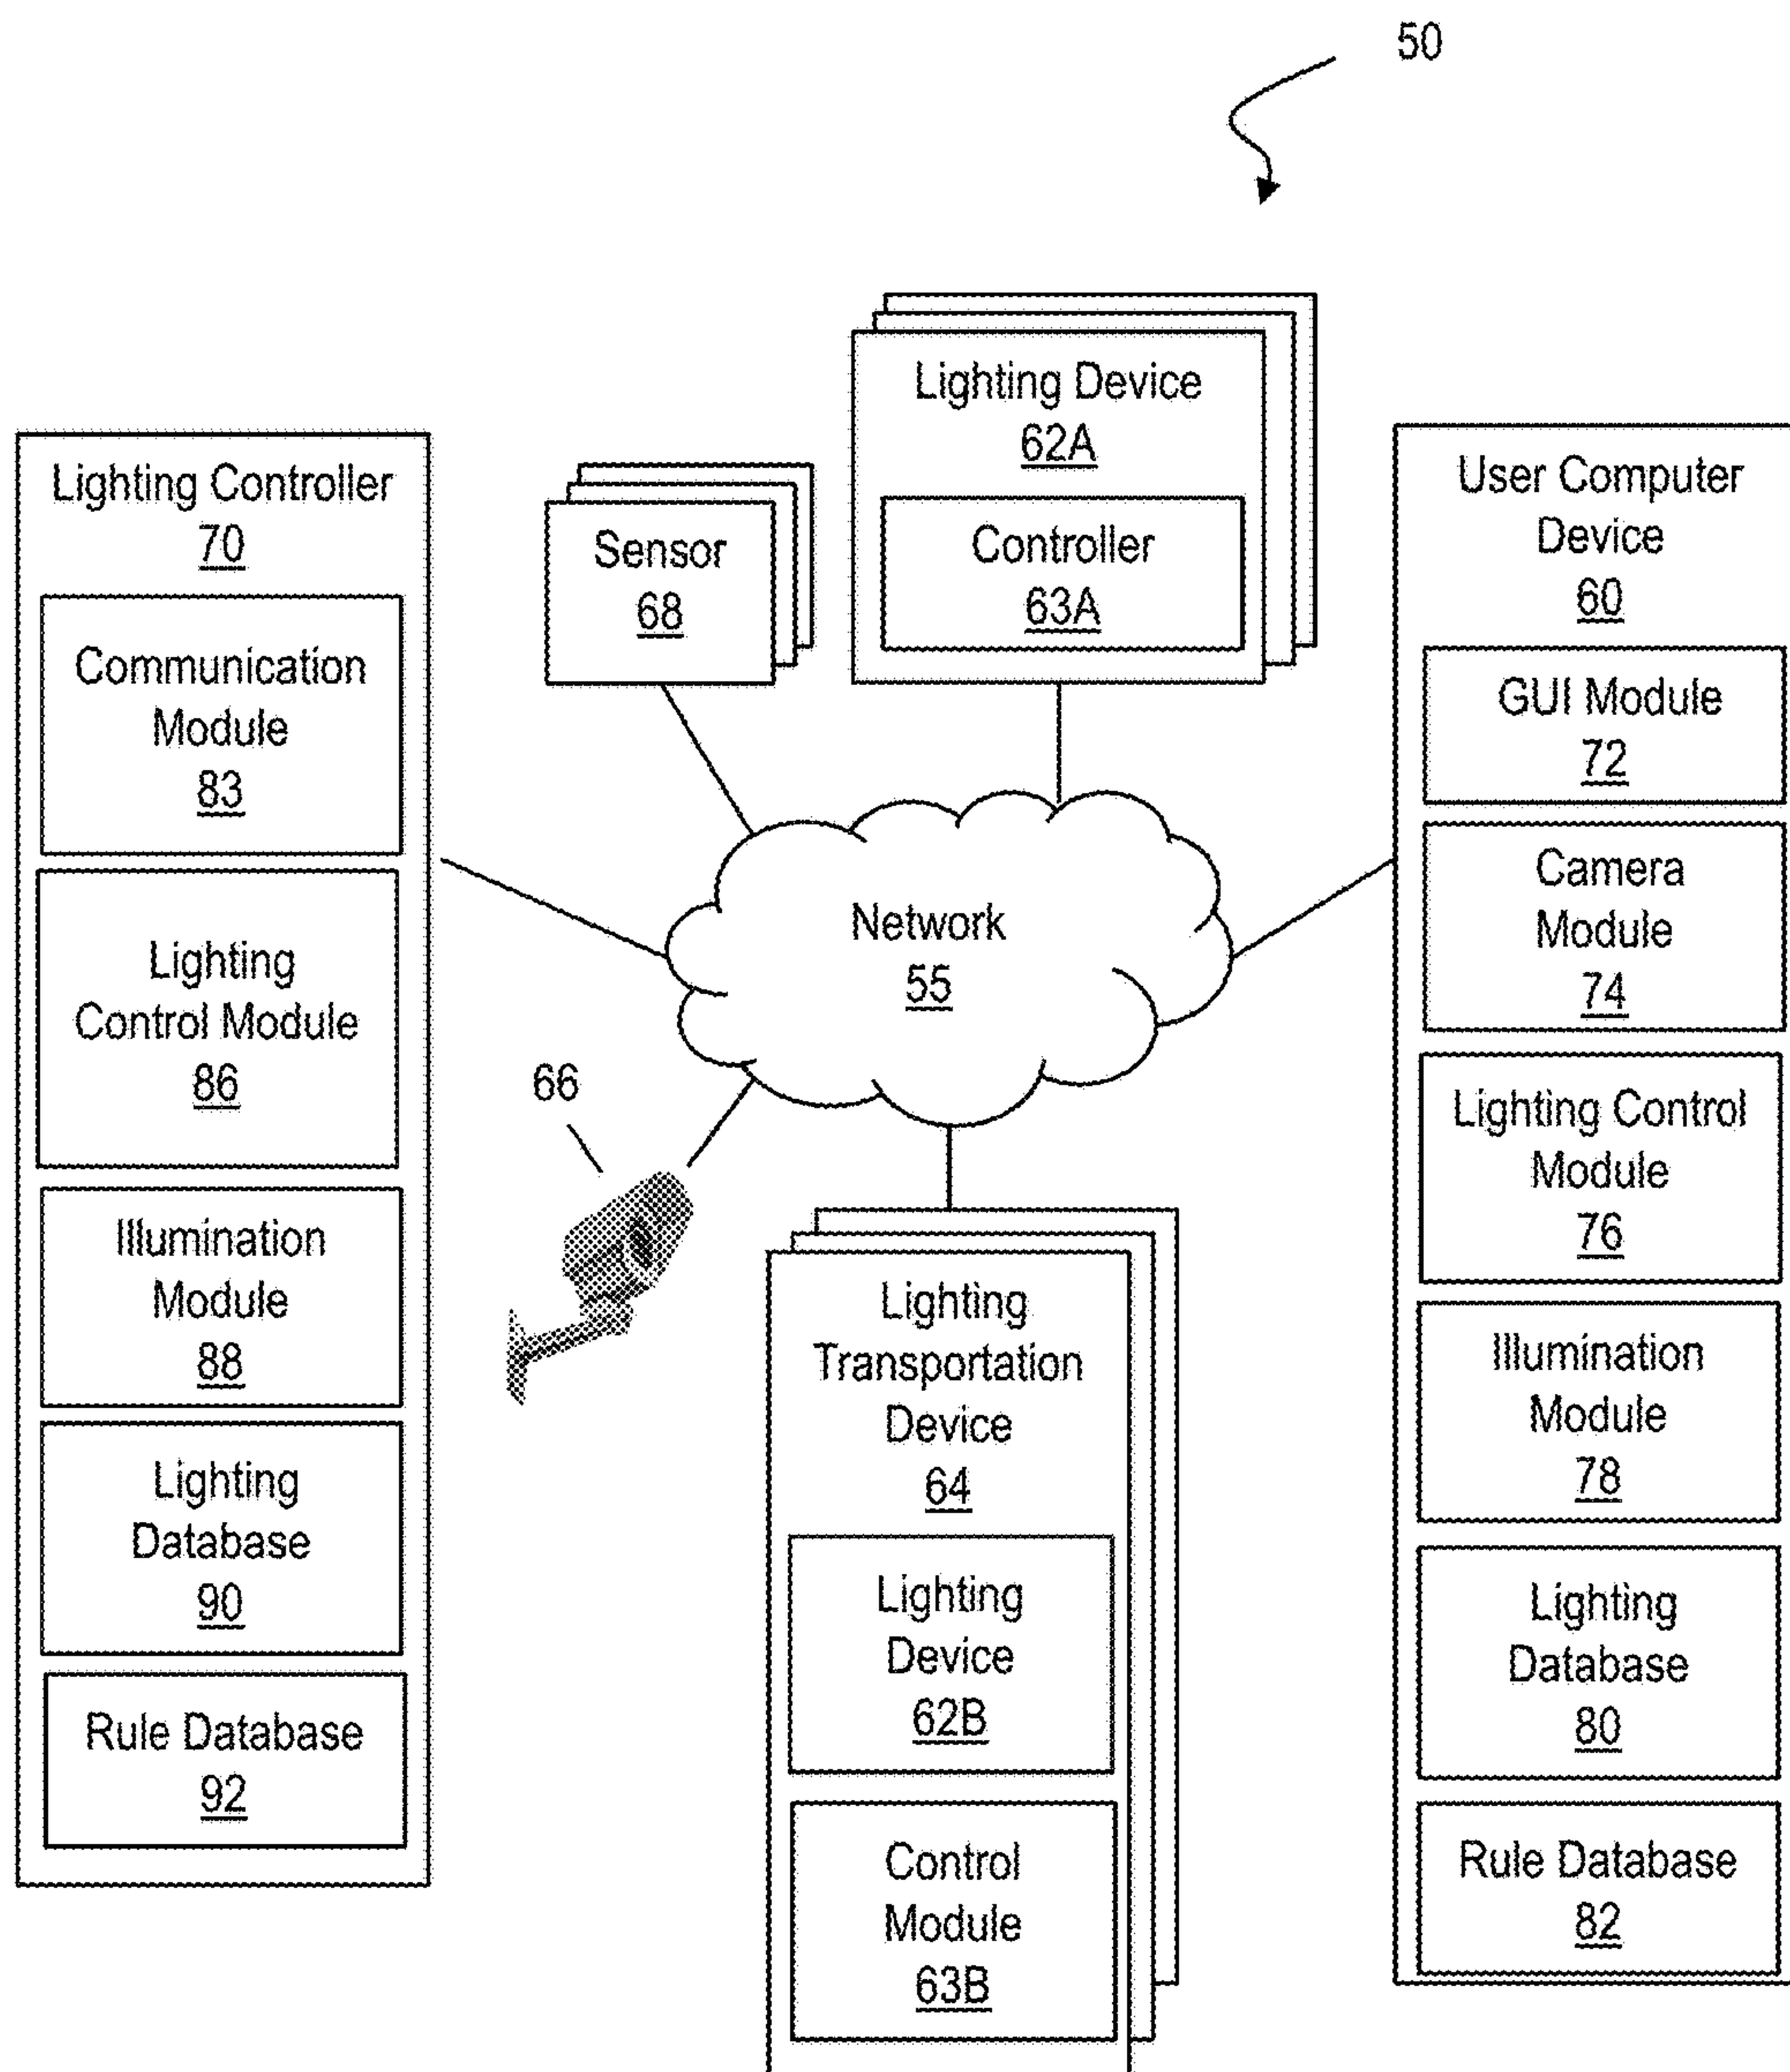 50
Lighting Controller
70
Communication
Module
83
Lighting
Control Module
86
Illumination
Module
88
Lighting
Database
90
Rule Database
92
Sensor
68
Lighting Device
62A
Controller
63A
Network
55
66
Lighting
Transportation
Device
64
Lighting
Device
62B
Control
Module
63B
User Computer
Device
60
GUI Module
72
Camera
Module
74
Lighting Control
Module
76
Illumination
Module
78
Lighting
Database
80
Rule Database
82